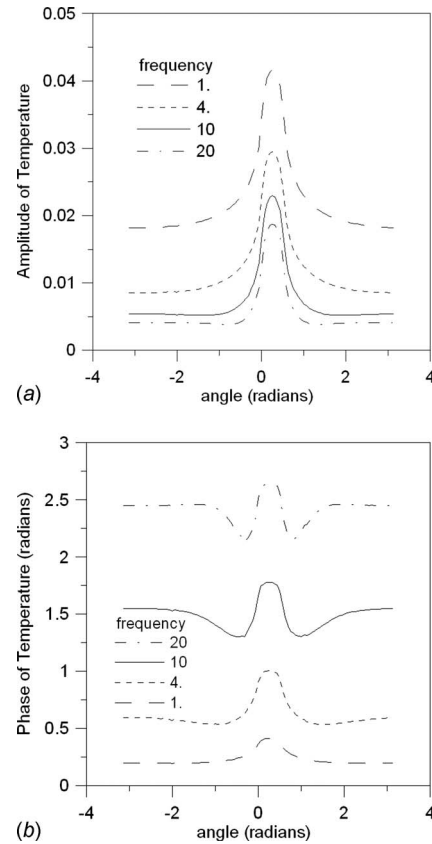 0.05
frequency
1.
4.
10
20
0.04
0.03
0.02
0.01
0
Amplitude of Temperature
-4 -2 0 2 4
angle (radians)
(a)
3
2.5
2
1.5
frequency
20
10
4.
1.
1
0.5
0
Phase of Temperature (radians)
-4 -2 0 2 4
angle (radians)
(b)